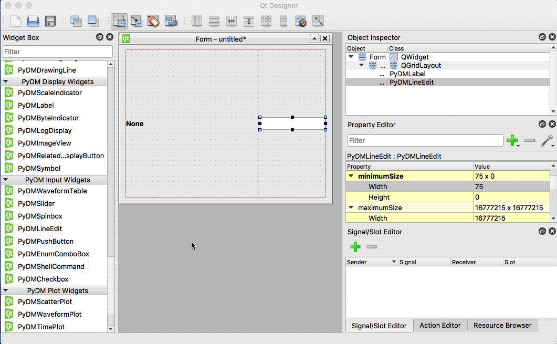 Qt Designer
Widget Box
Filter
PyDMDrawingLine
PyDM Display Widgets
PyDMScaleIndicator
PyDMLabel
PyDMByteIndicator
PyDMLogDisplay
PyDMImageView
PyDMRelated...splayButton
PyDMSymbol
PyDM Input Widgets
PyDMWaveformTable
PyDMSlider
PyDMSpinbox
PyDMLineEdit
PyDMPushButton
PyDMEnumComboBox
PyDMShellCommand
PyDMCheckbox
PyDM Plot Widgets
PyDMScatterPlot
PyDMWaveformPlot
PyDMTimePlot
Form - untitled*
None
Object Inspector
Object Class
Form QWidget
... QGridLayout
... PyDMLabel
... PyDMLineEdit
Property Editor
Filter
PyDMLineEdit : PyDMLineEdit
Property Value
minimumSize 75 x 0
Width 75
Height 0
maximumSize 16777215 x 16777215
Width 16777215
Signal/Slot Editor
Sender Signal Receiver Slot
Signal/Slot Editor Action Editor Resource Browser